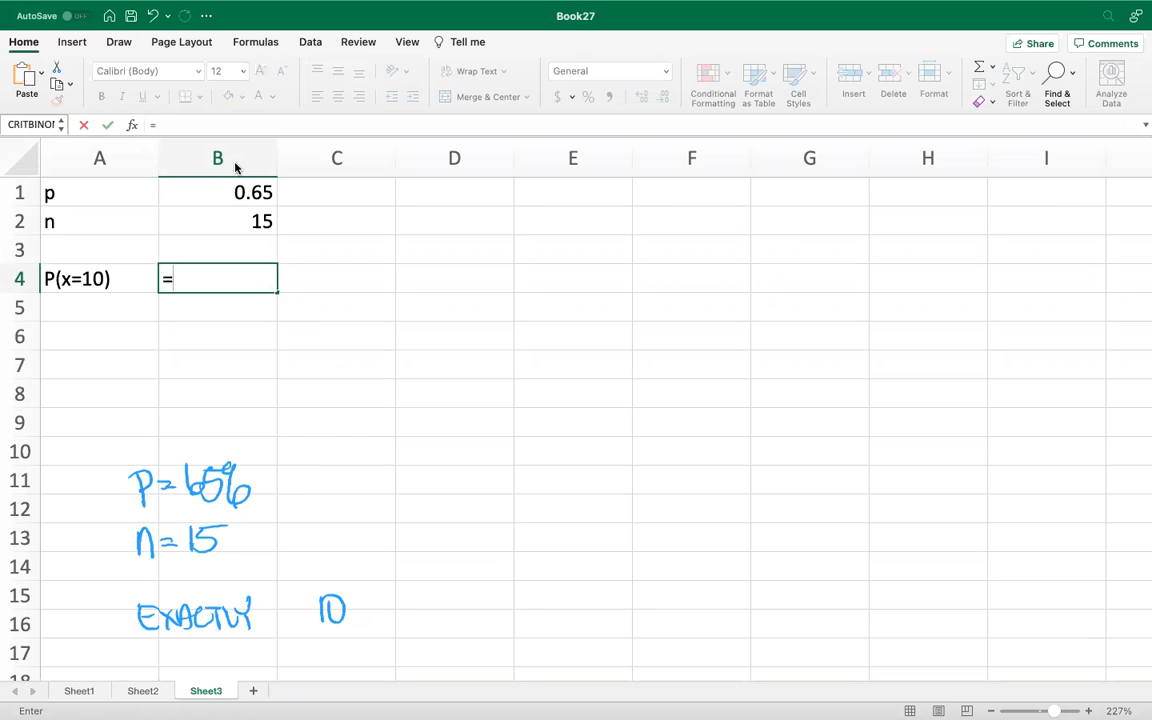 AutoSave OFF Book27
Home Insert Draw Page Layout Formulas Data Review View Tell me Share Comments
Paste Calibri (Body) 12 A A Wrap Text General Conditional Formatting Format as Table Cell Styles Insert Delete Format Sort & Filter Find & Select Analyze Data
B I U A Merge & Center $ % ,
CRITBINO fx =
A B C D E F G H I
1 p 0.65
2 n 15
3
4 P(x=10) =
5
6
7
8
9
10
11 p = 65%
12
13 n = 15
14
15
16 EXACTLY 10
17
18
Sheet1 Sheet2 Sheet3 +
Enter 227%